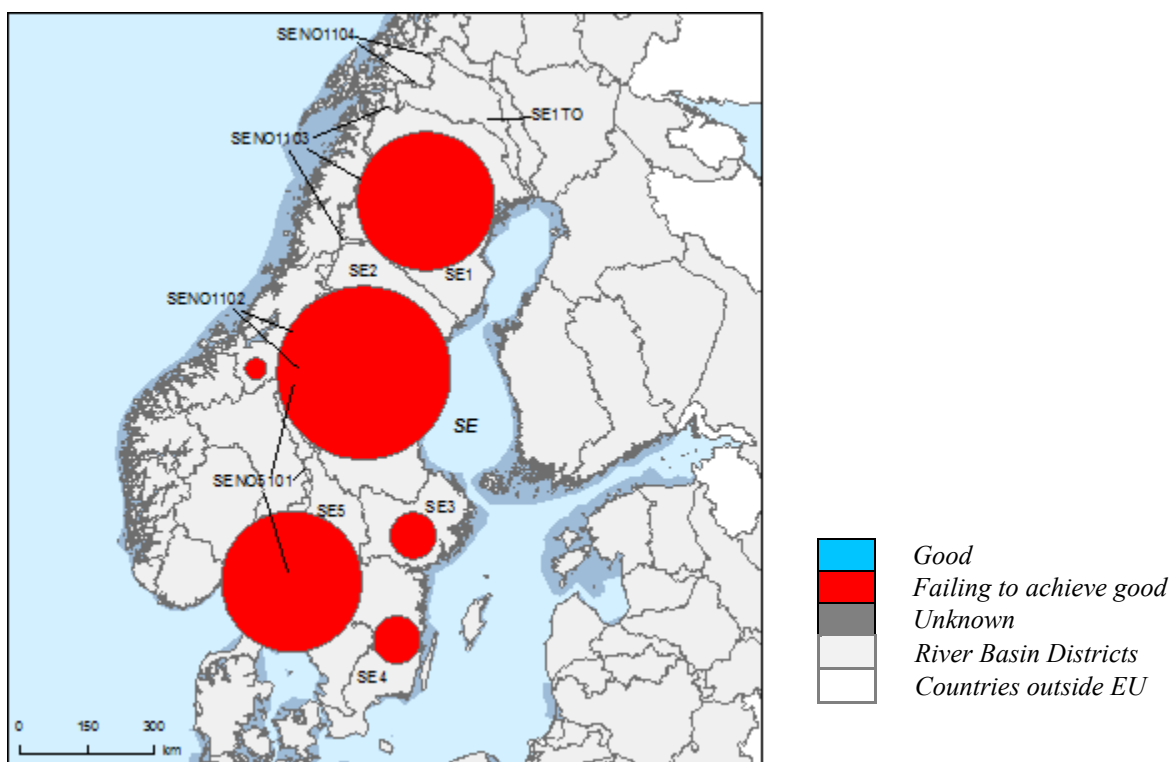 SENO1104
SE1TO
SENO1103
SE2
SE1
SENO1102
SE
SENO5101
SE5
SE3
SE4
0 150 300
km
Good
Failing to achieve good
Unknown
River Basin Districts
Countries outside EU